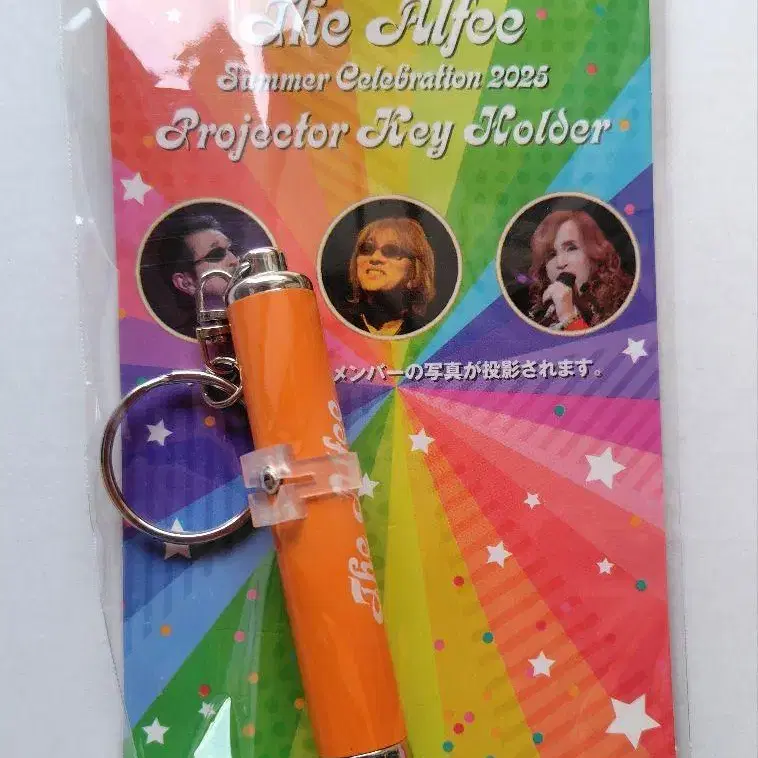 The Alfee
Summer Celebration 2025
Projector Key Holder
メンバーの写真が投影されます。
The Alfee